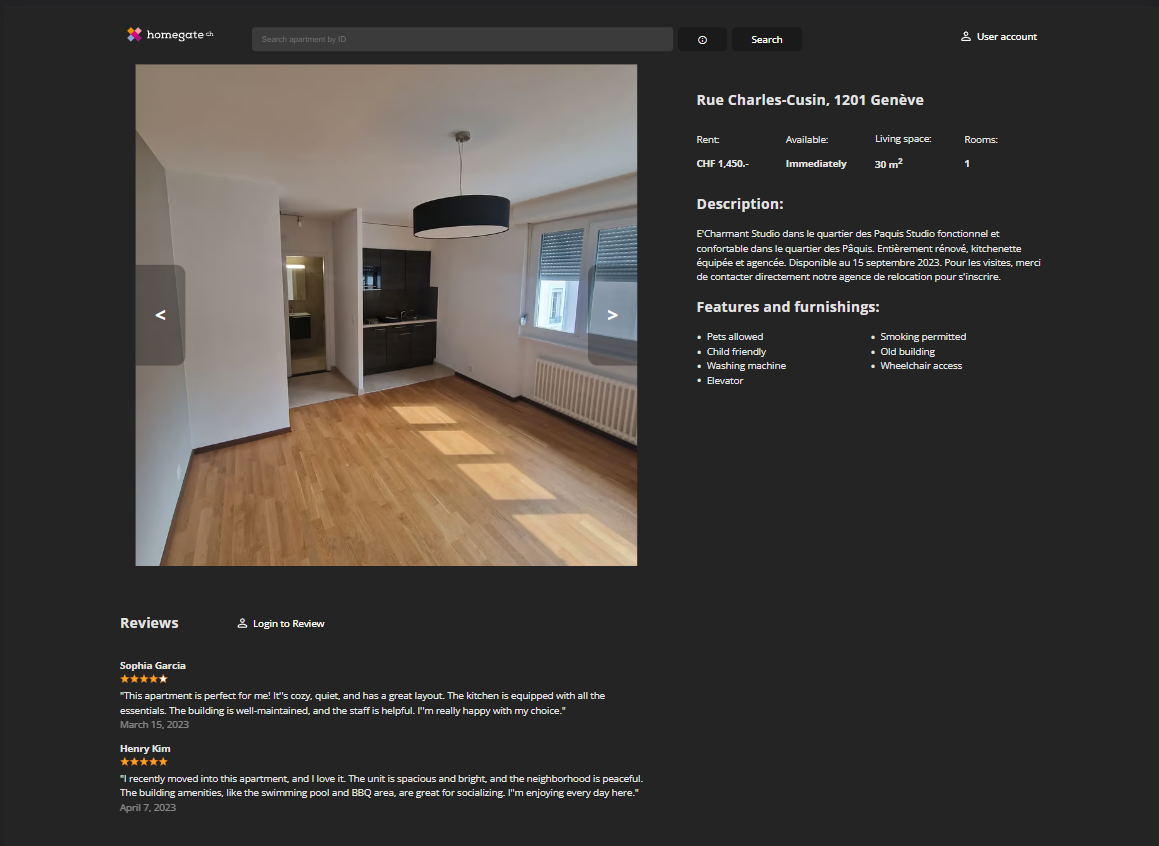 homegate.ch
Search apartment by ID
Search
User account
Rue Charles-Cusin, 1201 Genève
Rent: Available: Living space: Rooms:
CHF 1,450.- Immediately 30 m² 1
Description:
E'Charmant Studio dans le quartier des Paquis Studio fonctionnel et
confortable dans le quartier des Pâquis. Entièrement rénové, kitchenette
équipée et agencée. Disponible au 15 septembre 2023. Pour les visites, merci
de contacter directement notre agence de relocation pour s'inscrire.
Features and furnishings:
• Pets allowed
• Child friendly
• Washing machine
• Elevator
• Smoking permitted
• Old building
• Wheelchair access
<
>
Reviews
Login to Review
Sophia Garcia
"This apartment is perfect for me! It''s cozy, quiet, and has a great layout. The kitchen is equipped with all the
essentials. The building is well-maintained, and the staff is helpful. I''m really happy with my choice."
March 15, 2023
Henry Kim
"I recently moved into this apartment, and I love it. The unit is spacious and bright, and the neighborhood is peaceful.
The building amenities, like the swimming pool and BBQ area, are great for socializing. I''m enjoying every day here."
April 7, 2023